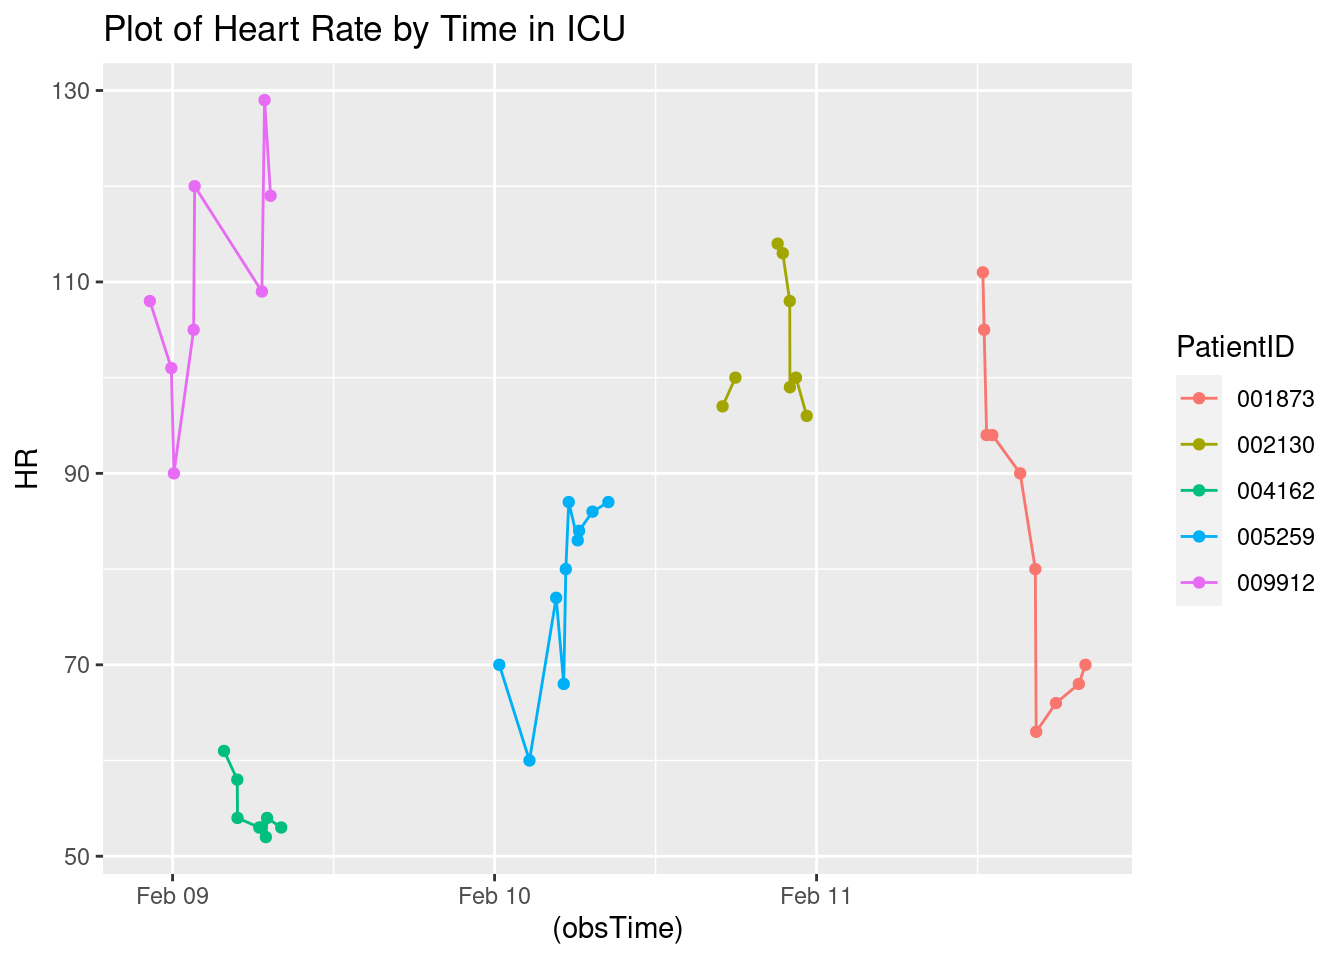 Plot of Heart Rate by Time in ICU
130
110
90
70
50
HR
Feb 09
Feb 10
Feb 11
(obsTime)
PatientID
001873
002130
004162
005259
009912